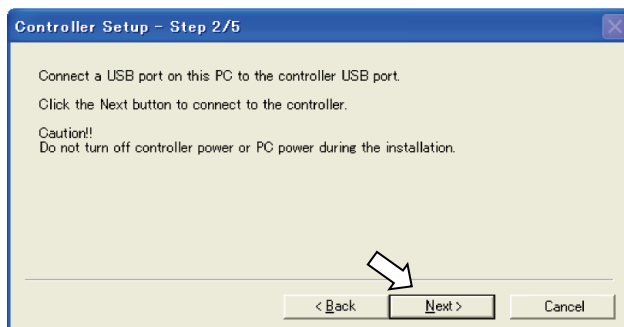 Controller Setup - Step 2/5
Connect a USB port on this PC to the controller USB port.
Click the Next button to connect to the controller.
Caution!!
Do not turn off controller power or PC power during the installation.
< Back Next > Cancel